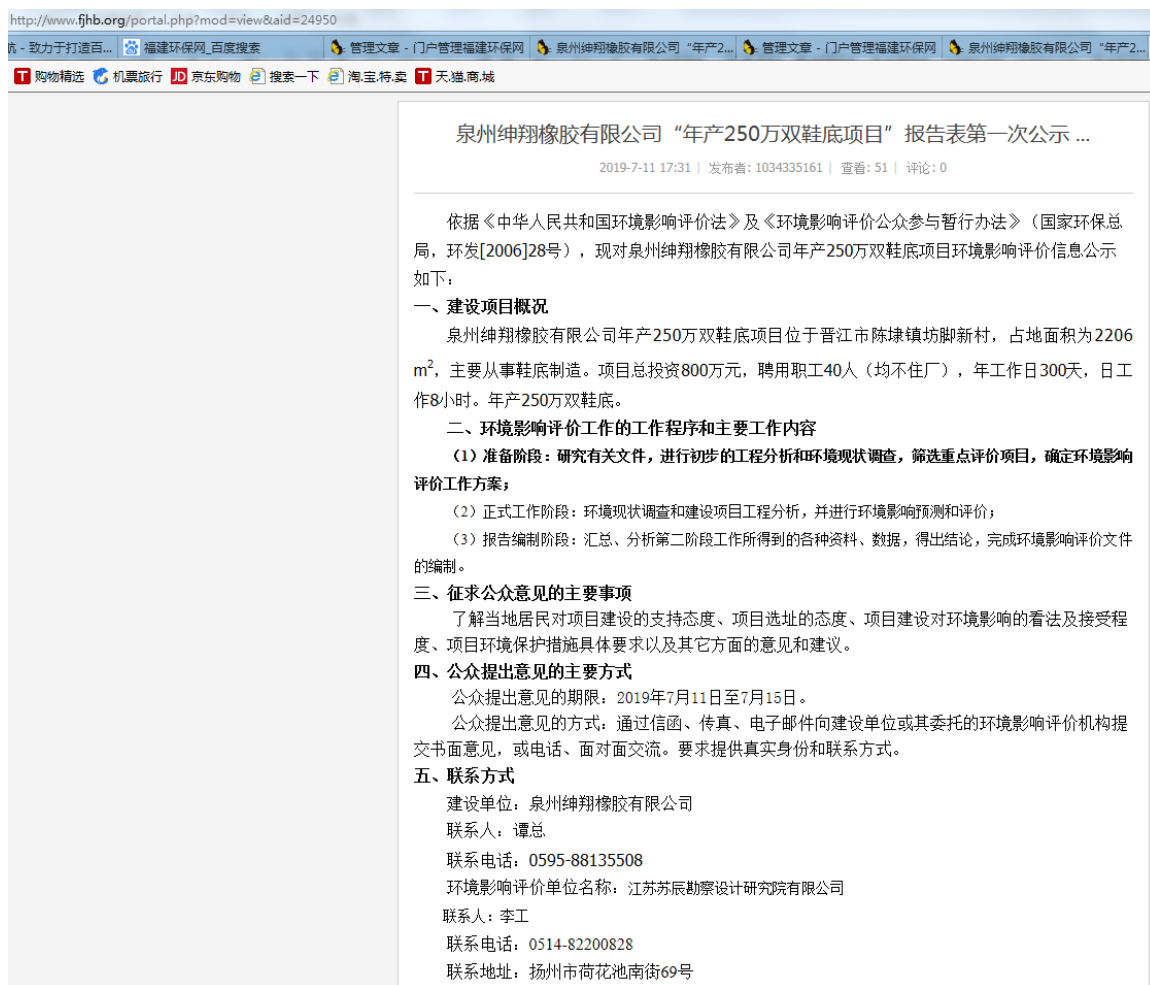 http://www.fjhb.org/portal.php?mod=view&aid=24950
- 致力于打造百... 福建环保网_百度搜索 管理文章 - 门户管理福建环保网 泉州绅翔橡胶有限公司“年产2... 管理文章 - 门户管理福建环保网 泉州绅翔橡胶有限公司“年产2...
购物精选 机票旅行 JD 京东购物 搜索一下 淘.宝.特.卖 天.猫.商.城
泉州绅翔橡胶有限公司“年产250万双鞋底项目”报告表第一次公示 ...
2019-7-11 17:31 | 发布者: 1034335161 | 查看: 51 | 评论: 0
依据《中华人民共和国环境影响评价法》及《环境影响评价公众参与暂行办法》（国家环保总
局，环发[2006]28号），现对泉州绅翔橡胶有限公司年产250万双鞋底项目环境影响评价信息公示
如下：
一、建设项目概况
泉州绅翔橡胶有限公司年产250万双鞋底项目位于晋江市陈埭镇坊脚新村，占地面积为2206
m²，主要从事鞋底制造。项目总投资800万元，聘用职工40人（均不住厂），年工作日300天，日工
作8小时。年产250万双鞋底。
二、环境影响评价工作的工作程序和主要工作内容
（1）准备阶段：研究有关文件，进行初步的工程分析和环境现状调查，筛选重点评价项目，确定环境影响
评价工作方案；
（2）正式工作阶段：环境现状调查和建设项目工程分析，并进行环境影响预测和评价；
（3）报告编制阶段：汇总、分析第二阶段工作所得到的各种资料、数据，得出结论，完成环境影响评价文件
的编制。
三、征求公众意见的主要事项
了解当地居民对项目建设的支持态度、项目选址的态度、项目建设对环境影响的看法及接受程
度、项目环境保护措施具体要求以及其它方面的意见和建议。
四、公众提出意见的主要方式
公众提出意见的期限：2019年7月11日至7月15日。
公众提出意见的方式：通过信函、传真、电子邮件向建设单位或其委托的环境影响评价机构提
交书面意见，或电话、面对面交流。要求提供真实身份和联系方式。
五、联系方式
建设单位：泉州绅翔橡胶有限公司
联系人：谭总
联系电话：0595-88135508
环境影响评价单位名称：江苏苏辰勘察设计研究院有限公司
联系人：李工
联系电话：0514-82200828
联系地址：扬州市荷花池南街69号